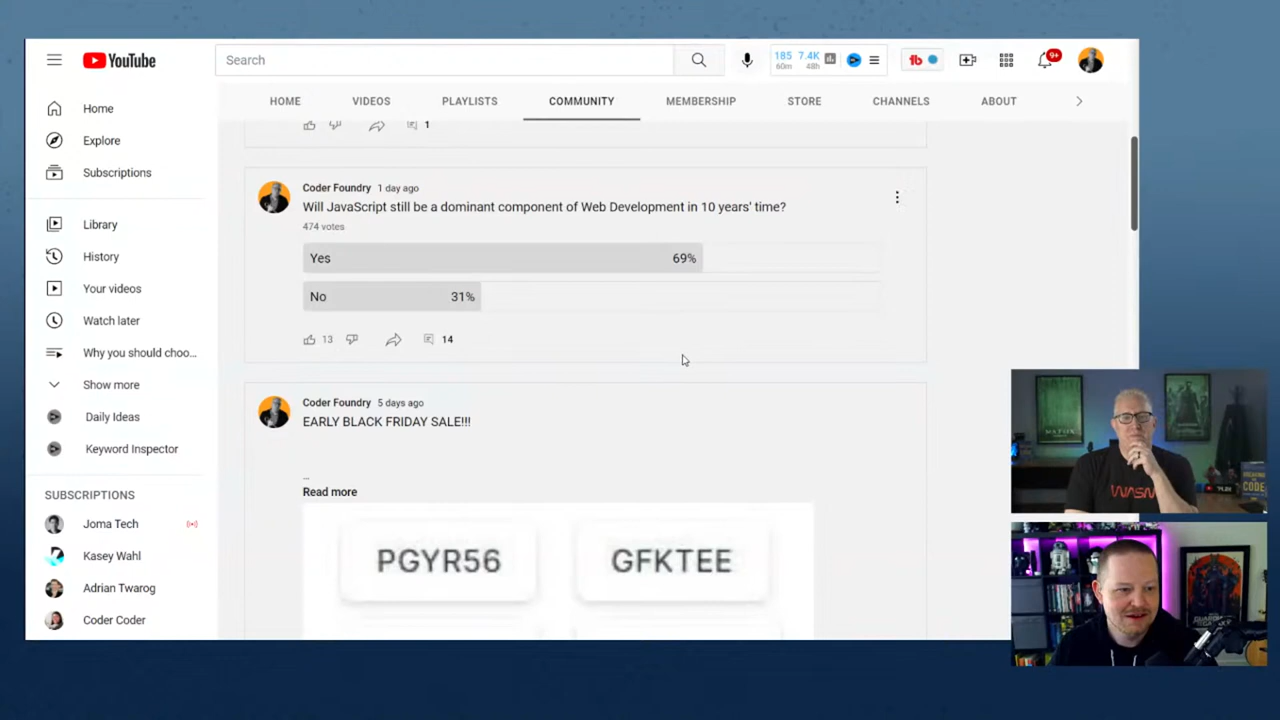 YouTube
Search
185 7.4K
60m 48h
tb
9+
HOME VIDEOS PLAYLISTS COMMUNITY MEMBERSHIP STORE CHANNELS ABOUT
Home
Explore
Subscriptions
Library
History
Your videos
Watch later
Why you should choo...
Show more
Daily Ideas
Keyword Inspector
SUBSCRIPTIONS
Joma Tech
Kasey Wahl
Adrian Twarog
Coder Coder
1
Coder Foundry 1 day ago
Will JavaScript still be a dominant component of Web Development in 10 years' time?
474 votes
Yes 69%
No 31%
13 14
Coder Foundry 5 days ago
EARLY BLACK FRIDAY SALE!!!
...
Read more
PGYR56 GFKTEE
WASM
CODE